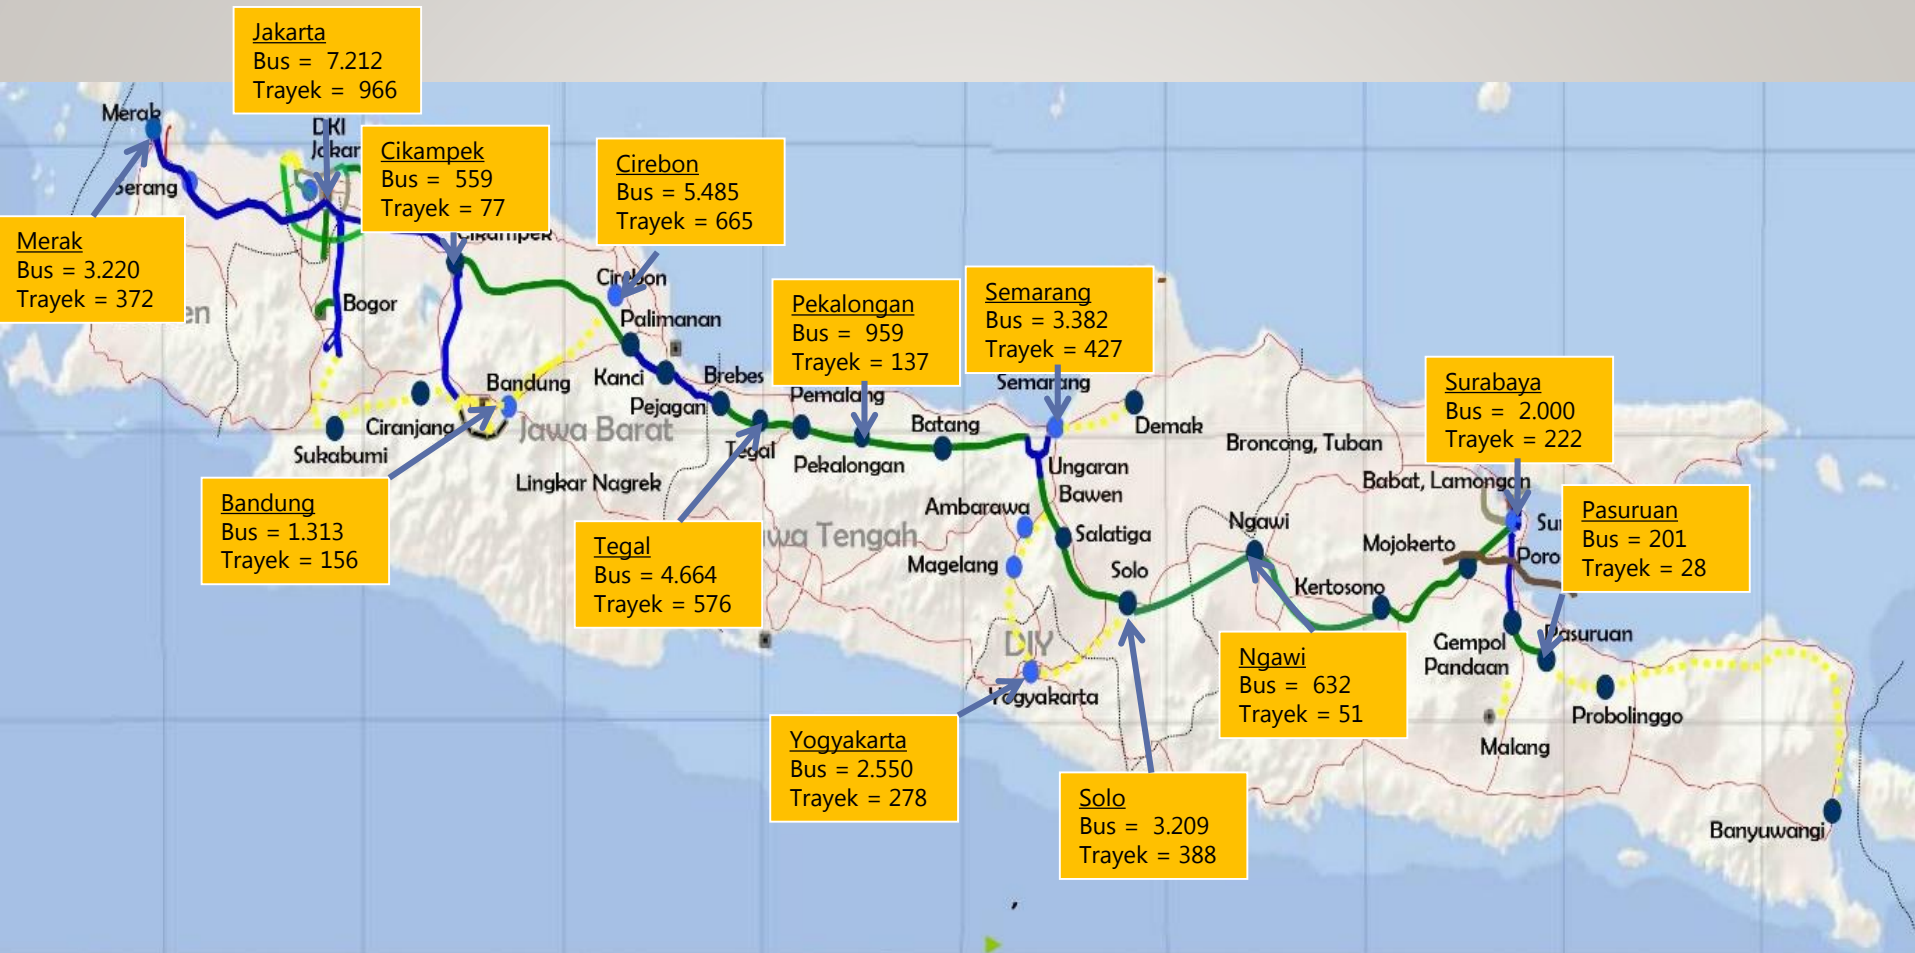 Jakarta
Bus = 7.212
Trayek = 966
Merak
DKI
Cikampek
Bus = 559
Trayek = 77
Cirebon
Bus = 5.485
Trayek = 665
Serang
Merak
Bus = 3.220
Trayek = 372
Cikampek
Cirebon
Bogor
Palimanan
Pekalongan
Bus = 959
Trayek = 137
Semarang
Bus = 3.382
Trayek = 427
Kanci
Brebes
Bandung
Pejagan
Pemalang
Semarang
Surabaya
Bus = 2.000
Trayek = 222
Ciranjang
Jawa Barat
Sukabumi
Tegal
Pekalongan
Batang
Demak
Broncong, Tuban
Lingkar Nagrek
Ungaran
Bawen
Babat, Lamongan
Bandung
Bus = 1.313
Trayek = 156
Tegal
Bus = 4.664
Trayek = 576
Tengah
Ambarawa
Magelang
Salatiga
Solo
Ngawi
Mojokerto
Kertosono
Pasuruan
Bus = 201
Trayek = 28
DIY
Yogyakarta
Gempol
Pandaan
Pasuruan
Ngawi
Bus = 632
Trayek = 51
Probolinggo
Malang
Yogyakarta
Bus = 2.550
Trayek = 278
Solo
Bus = 3.209
Trayek = 388
Banyuwangi